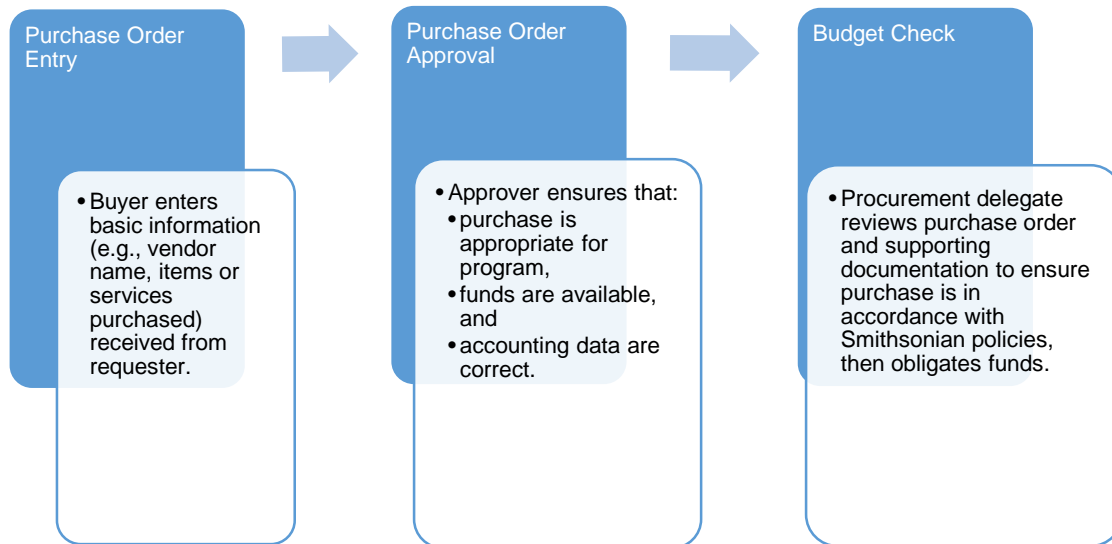 Purchase Order
Entry
• Buyer enters
basic information
(e.g., vendor
name, items or
services
purchased)
received from
requester.
Purchase Order
Approval
• Approver ensures that:
• purchase is
appropriate for
program,
• funds are available,
and
• accounting data are
correct.
Budget Check
• Procurement delegate
reviews purchase order
and supporting
documentation to ensure
purchase is in
accordance with
Smithsonian policies,
then obligates funds.